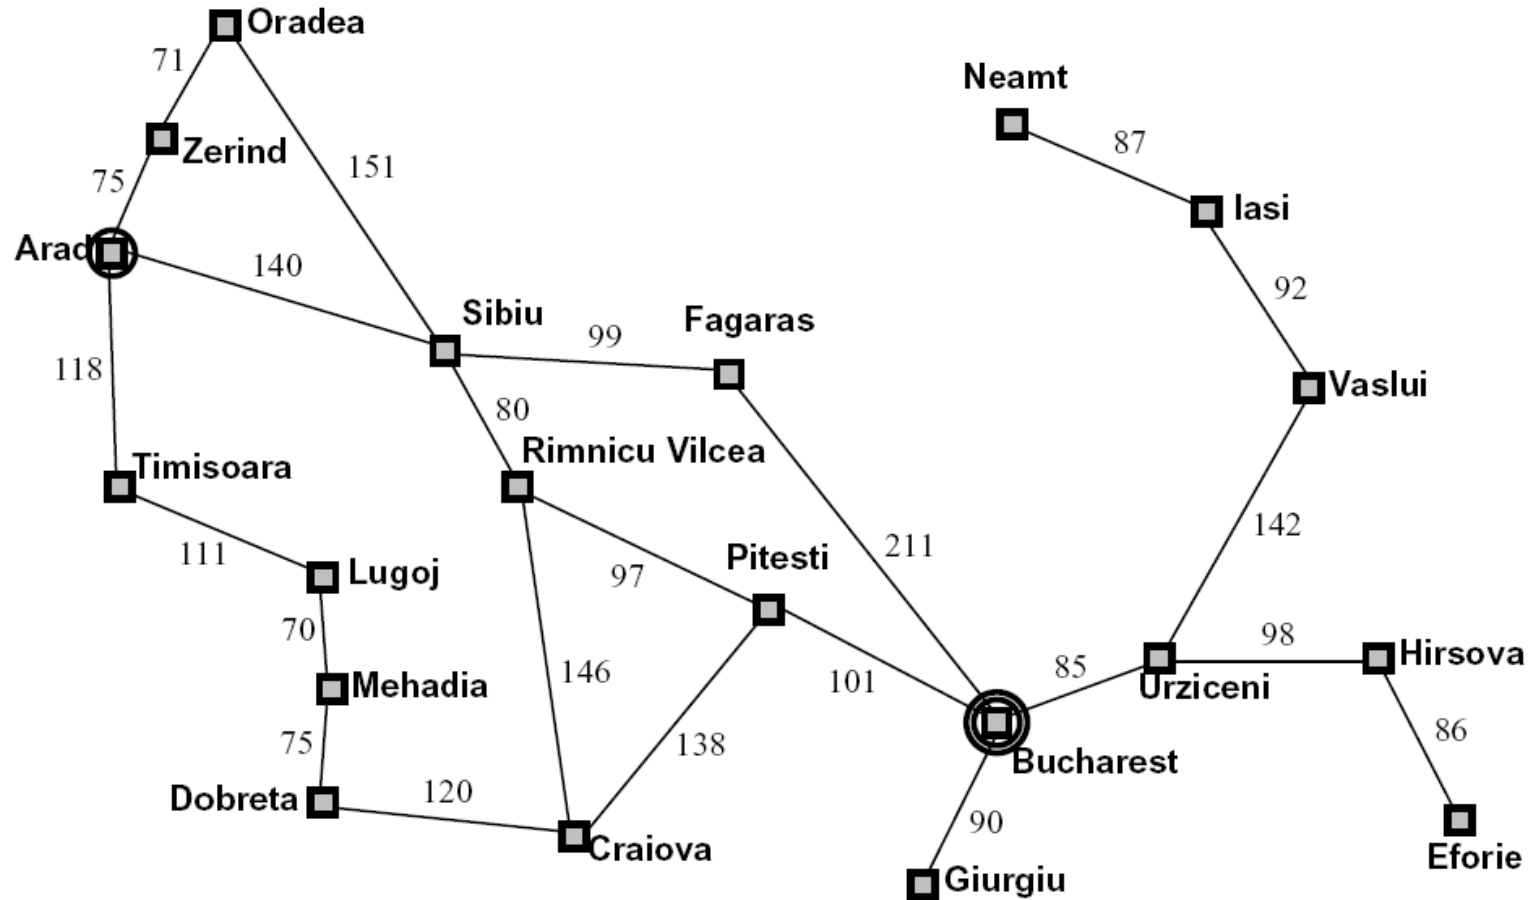 Oradea
71
Neamt
87
Zerind
151
75
Iasi
Arad
140
92
Sibiu
Fagaras
99
118
Vaslui
80
Rimnicu Vilcea
Timisoara
142
111
211
Pitesti
Lugoj
97
70
98
Hirsova
146
85
Mehadia
101
Urziceni
75
138
86
Bucharest
Dobreta
120
90
Craiova
Eforie
Giurgiu